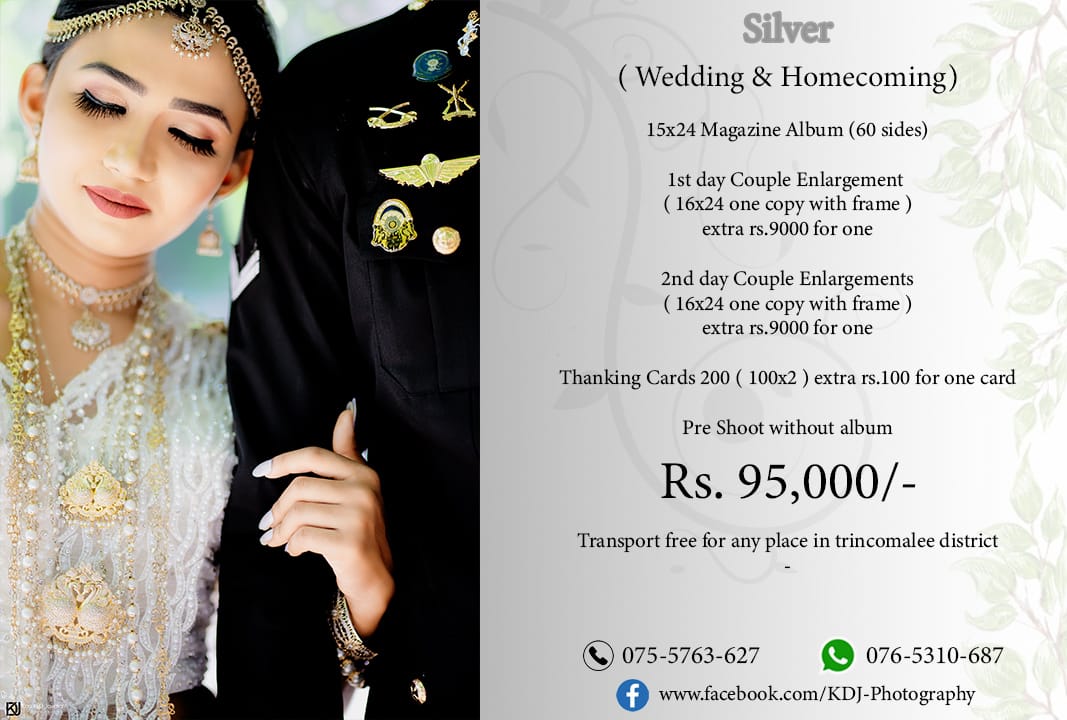 Silver
( Wedding & Homecoming)
15x24 Magazine Album (60 sides)
1st day Couple Enlargement
( 16x24 one copy with frame )
extra rs.9000 for one
2nd day Couple Enlargements
( 16x24 one copy with frame )
extra rs.9000 for one
Thanking Cards 200 ( 100x2 ) extra rs.100 for one card
Pre Shoot without album
Rs. 95,000/-
Transport free for any place in trincomalee district
-
075-5763-627 076-5310-687
www.facebook.com/KDJ-Photography
KDJ